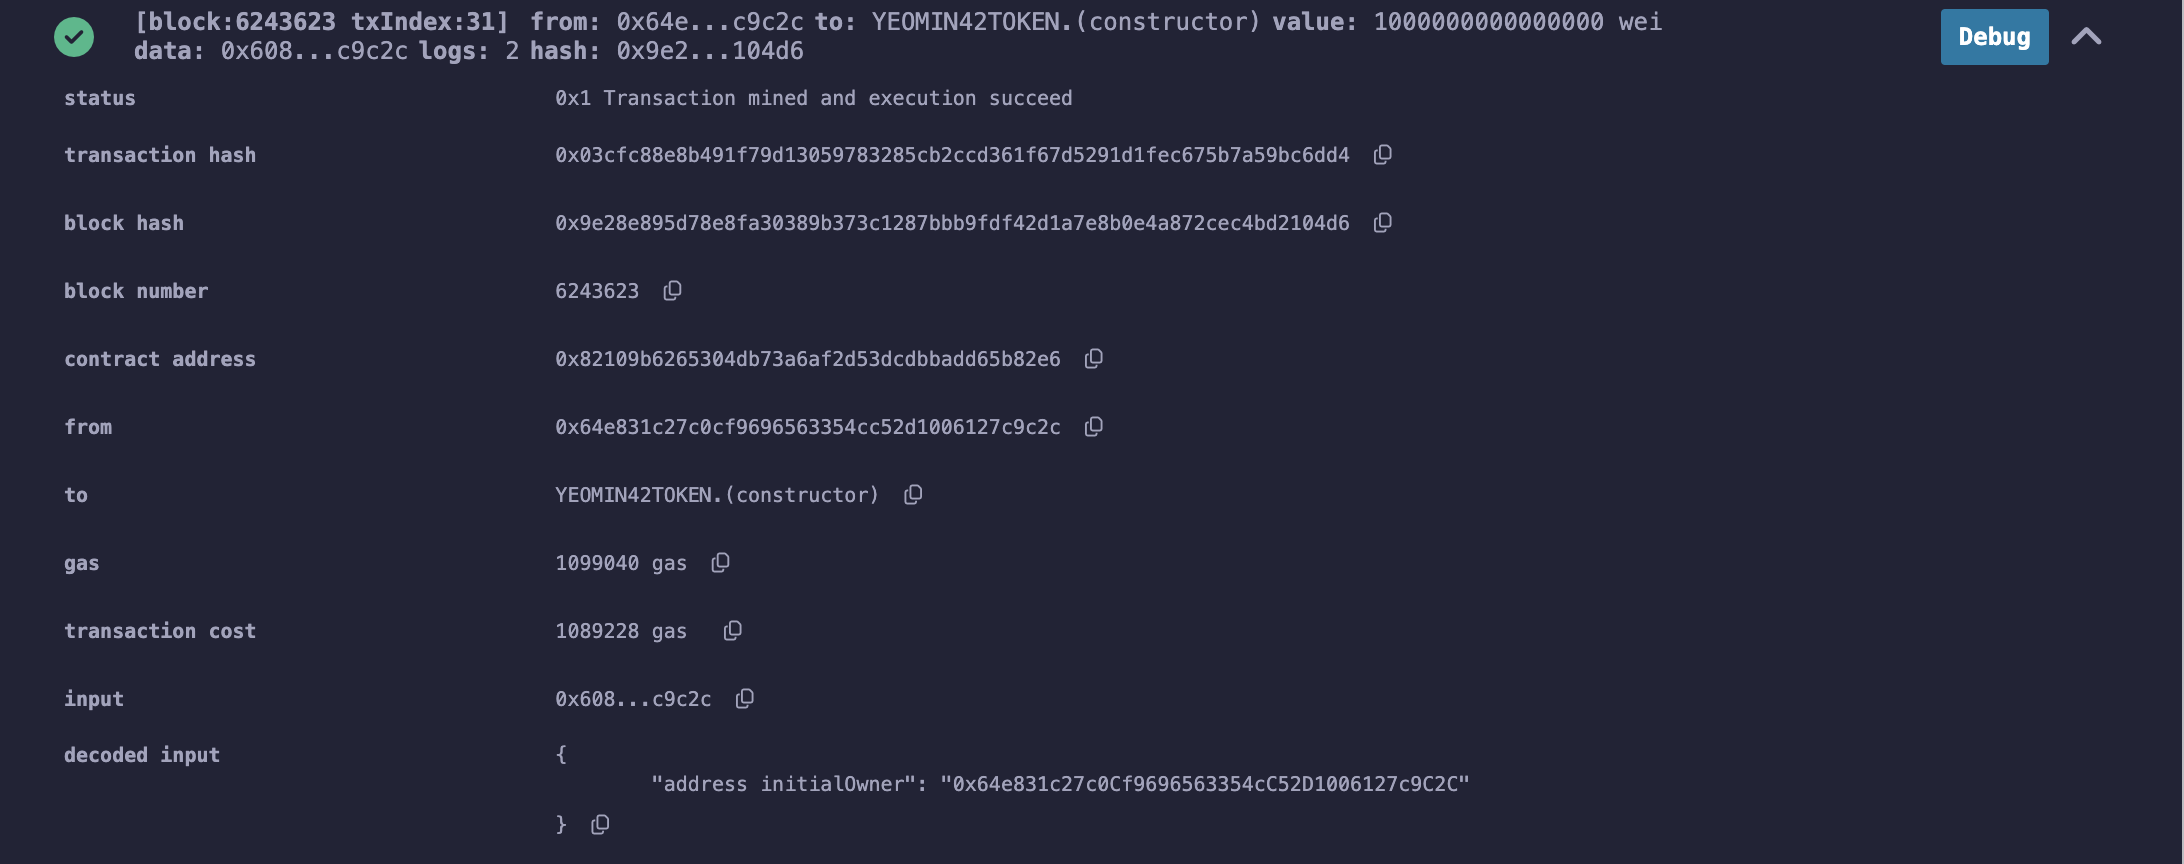 [block:6243623 txIndex:31] from: 0x64e...c9c2c to: YEOMIN42TOKEN.(constructor) value: 1000000000000000 wei
data: 0x608...c9c2c logs: 2 hash: 0x9e2...104d6
Debug
status 0x1 Transaction mined and execution succeed
transaction hash 0x03cfc88e8b491f79d13059783285cb2ccd361f67d5291d1fec675b7a59bc6dd4
block hash 0x9e28e895d78e8fa30389b373c1287bbb9fdf42d1a7e8b0e4a872cec4bd2104d6
block number 6243623
contract address 0x82109b6265304db73a6af2d53dcdbbadd65b82e6
from 0x64e831c27c0cf9696563354cc52d1006127c9c2c
to YEOMIN42TOKEN.(constructor)
gas 1099040 gas
transaction cost 1089228 gas
input 0x608...c9c2c
decoded input {
"address initialOwner": "0x64e831c27c0Cf9696563354cC52D1006127c9C2C"
}